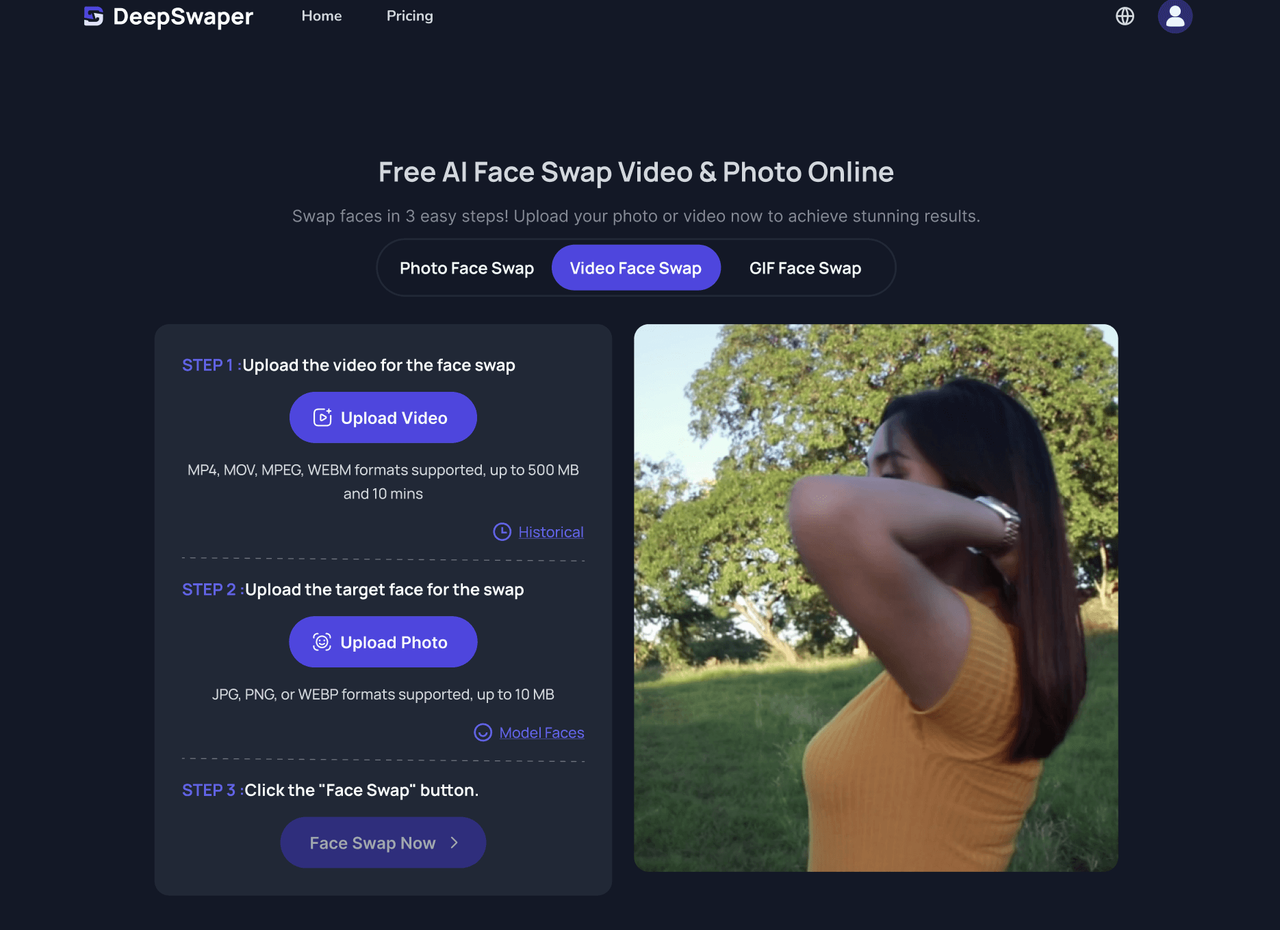 DeepSwaper
Home
Pricing
Free AI Face Swap Video & Photo Online
Swap faces in 3 easy steps! Upload your photo or video now to achieve stunning results.
Photo Face Swap
Video Face Swap
GIF Face Swap
STEP 1 :Upload the video for the face swap
Upload Video
MP4, MOV, MPEG, WEBM formats supported, up to 500 MB
and 10 mins
Historical
STEP 2 :Upload the target face for the swap
Upload Photo
JPG, PNG, or WEBP formats supported, up to 10 MB
Model Faces
STEP 3 :Click the "Face Swap" button.
Face Swap Now